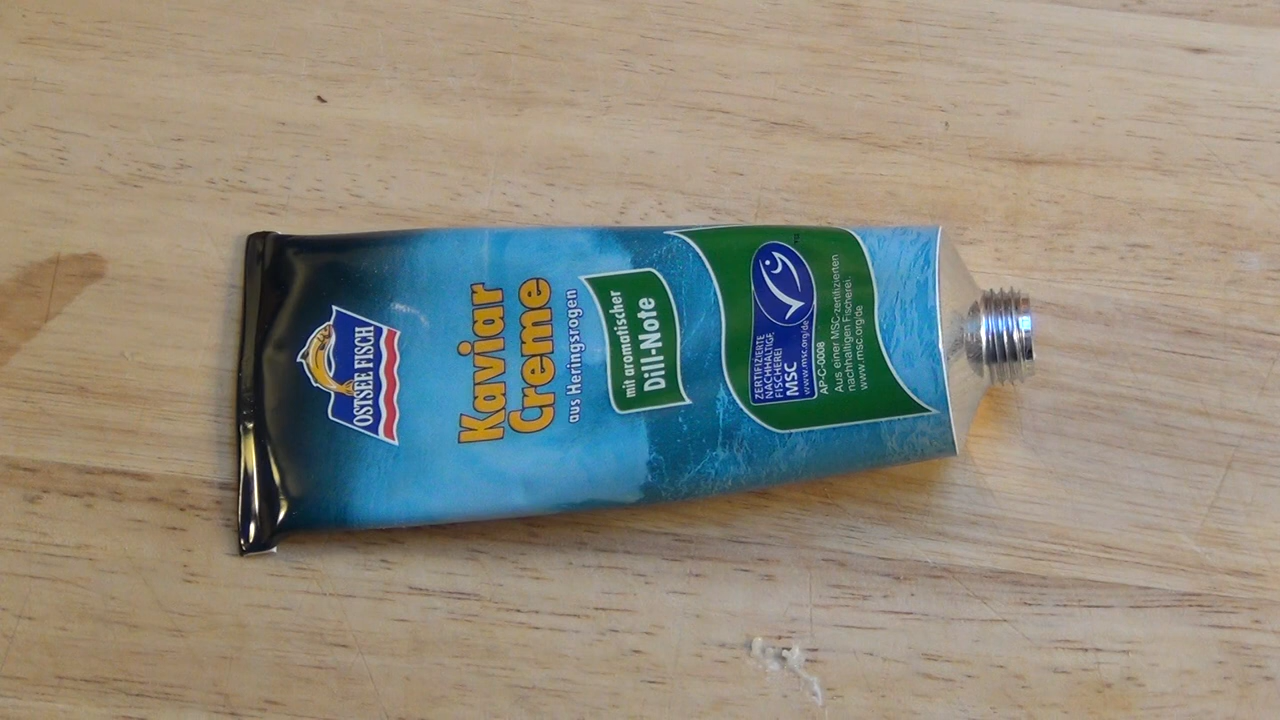 OSTSEE FISCH
Kaviar
Creme
aus Heringsrogen
mit aromatischer
Dill-Note
ZERTIFIZIERTE
NACHHALTIGE
FISCHEREI
MSC
www.msc.org/de
TM
AP-C-0008
Aus einer MSC-zertifizierten
nachhaltigen Fischerei.
www.msc.org/de